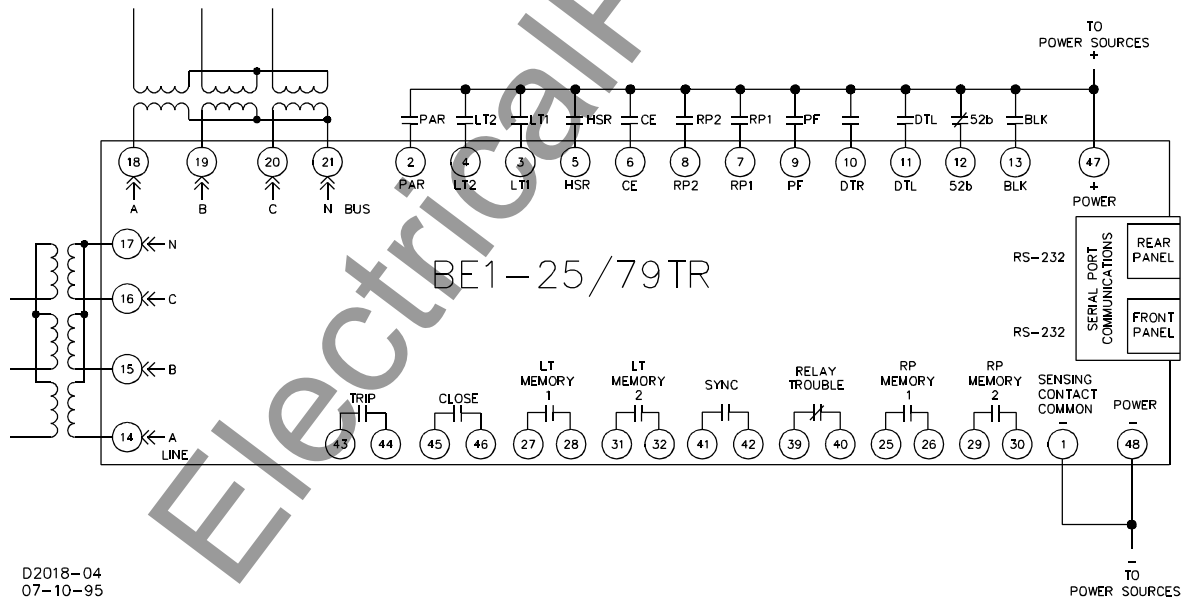 TO
POWER SOURCES
+
PAR LT2 LT1 HSR CE RP2 RP1 PF DTL 52b BLK
18 19 20 21 2 4 3 5 6 8 7 9 10 11 12 13 47
PAR LT2 LT1 HSR CE RP2 RP1 PF DTR DTL 52b BLK +
POWER
A B C N BUS
17 N
16 C
15 B
14 A
LINE
BE1-25/79TR
RS-232
RS-232
SERIAL PORT
COMMUNICATIONS
REAR
PANEL
FRONT
PANEL
TRIP
43 44
CLOSE
45 46
LT
MEMORY
1
27 28
LT
MEMORY
2
31 32
SYNC
41 42
RELAY
TROUBLE
39 40
RP
MEMORY
1
25 26
RP
MEMORY
2
29 30
SENSING
CONTACT
COMMON
-
1
POWER
-
48
-
TO
POWER SOURCES
D2018-04
07-10-95